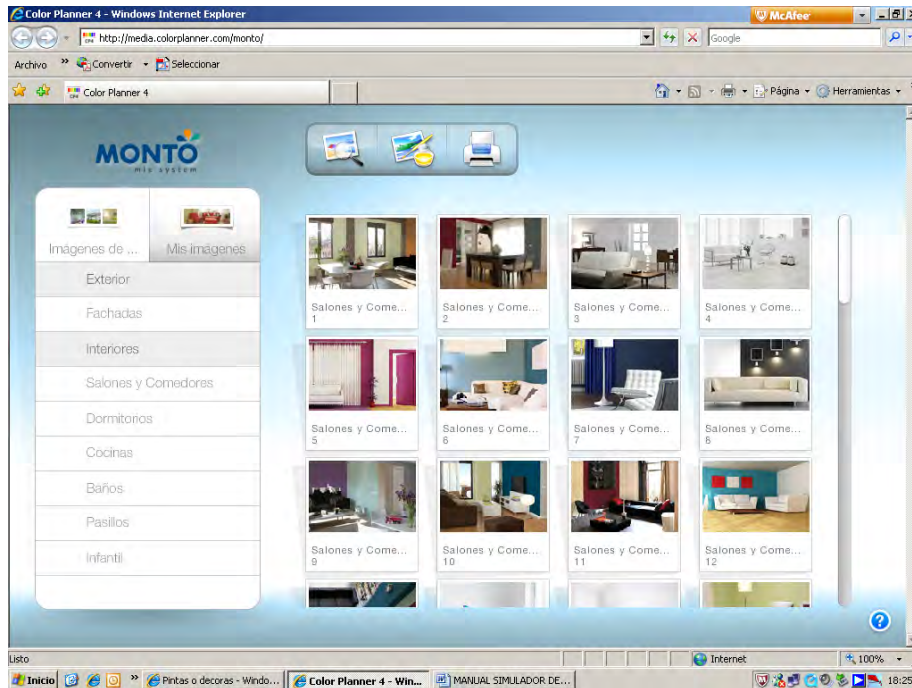 Color Planner 4 - Windows Internet Explorer
McAfee
http://media.colorplanner.com/monto/
Google
Archivo
Convertir
Seleccionar
Color Planner 4
Página
Herramientas
MONTÓ
mix system
Imágenes de ...
Mis imagenes
Exterior
Fachadas
Interiores
Salones y Comedores
Dormitorios
Cocinas
Baños
Pasillos
Infantil
Salones y Come...
1
Salones y Come...
2
Salones y Come...
3
Salones y Come...
4
Salones y Come...
5
Salones y Come...
6
Salones y Come...
7
Salones y Come...
8
Salones y Come...
9
Salones y Come...
10
Salones y Come...
11
Salones y Come...
12
Listo
Internet
100%
Inicio
Pintas o decoras - Windo...
Color Planner 4 - Win...
MANUAL SIMULADOR DE...
18:25